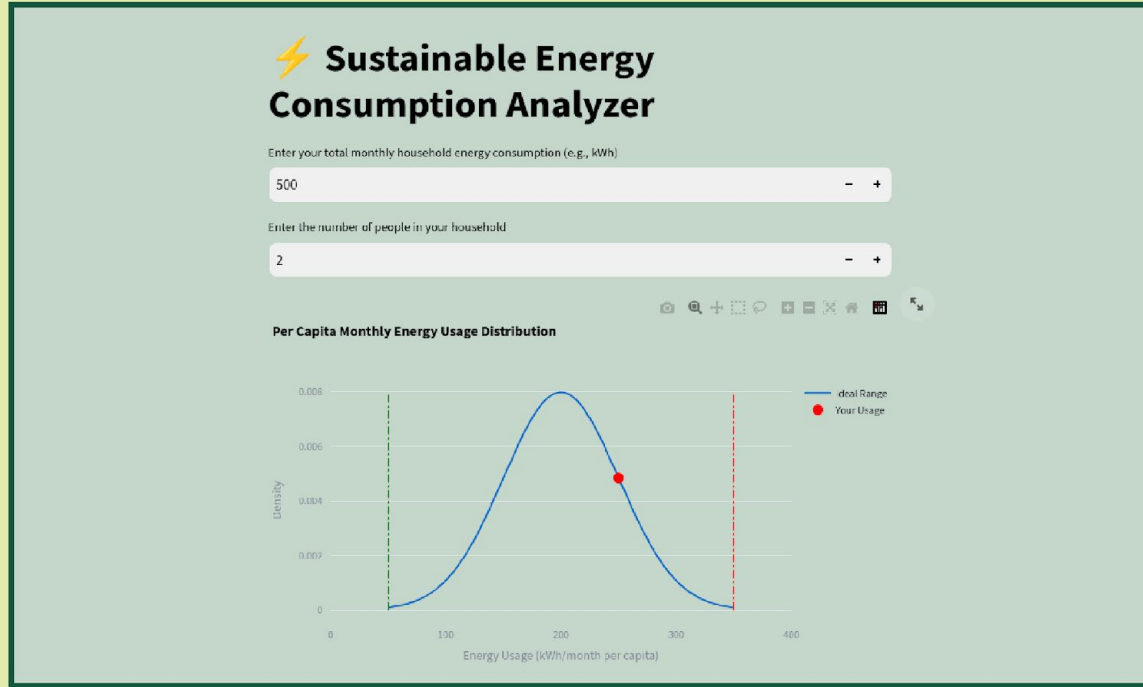 ⚡ Sustainable Energy
Consumption Analyzer
Enter your total monthly household energy consumption (e.g., kWh)
500
Enter the number of people in your household
2
Per Capita Monthly Energy Usage Distribution
0.008
Ideal Range
Your Usage
0.006
0.004
0.002
0
Density
0 100 200 300 400
Energy Usage (kWh/month per capita)